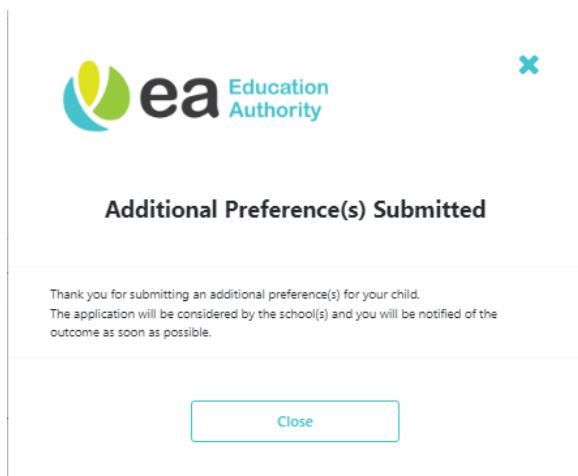 ea Education
Authority
Additional Preference(s) Submitted
Thank you for submitting an additional preference(s) for your child.
The application will be considered by the school(s) and you will be notified of the
outcome as soon as possible.
Close